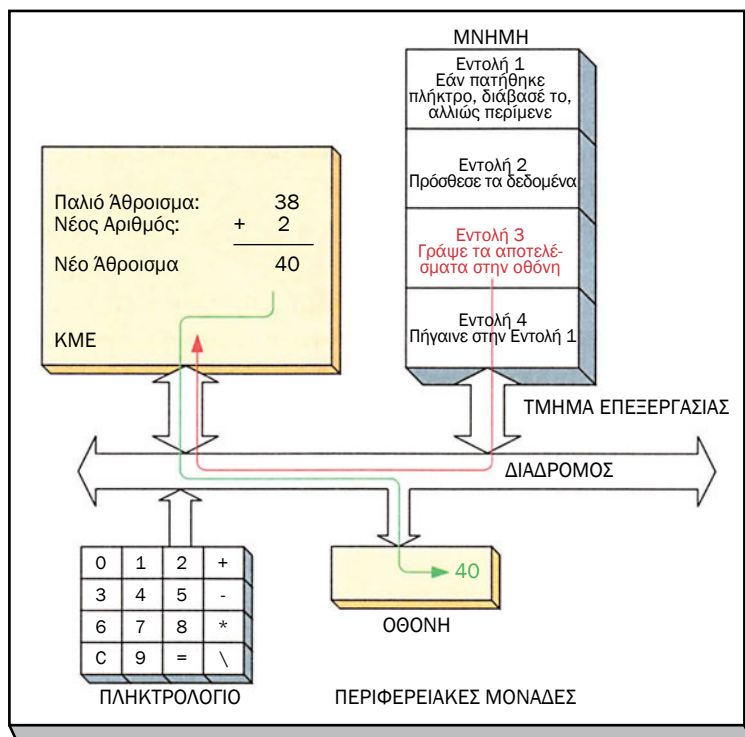 ΜΝΗΜΗ
Εντολή 1
Εάν πατήθηκε
πλήκτρο, διάβασέ το,
αλλιώς περίμενε
Εντολή 2
Πρόσθεσε τα δεδομένα
Εντολή 3
Γράψε τα αποτελέ-
σματα στην οθόνη
Εντολή 4
Πήγαινε στην Εντολή 1
Παλιό Άθροισμα: 38
Νέος Αριθμός: + 2
Νέο Άθροισμα 40
ΚΜΕ
ΤΜΗΜΑ ΕΠΕΞΕΡΓΑΣΙΑΣ
ΔΙΑΔΡΟΜΟΣ
0 1 2 +
3 4 5 -
6 7 8 *
C 9 = \
ΠΛΗΚΤΡΟΛΟΓΙΟ
40
ΟΘΟΝΗ
ΠΕΡΙΦΕΡΕΙΑΚΕΣ ΜΟΝΑΔΕΣ